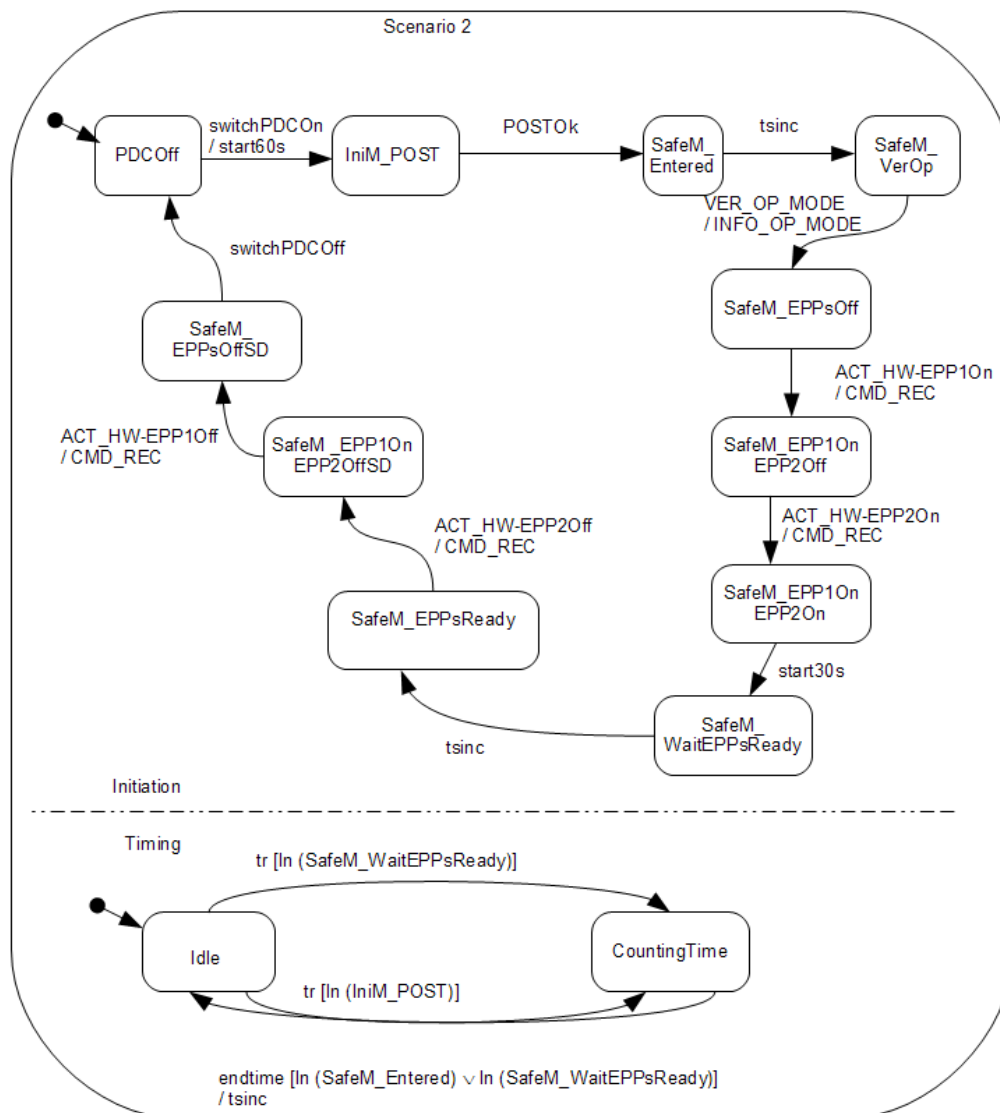 Scenario 2
switchPDCOn
/ start60s
POSTOk
tsinc
PDCOff
IniM_POST
SafeM_
Entered
SafeM_
VerOp
VER_OP_MODE
/ INFO_OP_MODE
switchPDCOff
SafeM_EPPsOff
SafeM_
EPPsOffSD
ACT_HW-EPP1On
/ CMD_REC
ACT_HW-EPP1Off
/ CMD_REC
SafeM_EPP1On
EPP2OffSD
SafeM_EPP1On
EPP2Off
ACT_HW-EPP2Off
/ CMD_REC
ACT_HW-EPP2On
/ CMD_REC
SafeM_EPPsReady
SafeM_EPP1On
EPP2On
start30s
SafeM_
WaitEPPsReady
tsinc
Initiation
Timing
tr [In (SafeM_WaitEPPsReady)]
Idle
CountingTime
tr [In (IniM_POST)]
endtime [In (SafeM_Entered) ∨ In (SafeM_WaitEPPsReady)]
/ tsinc